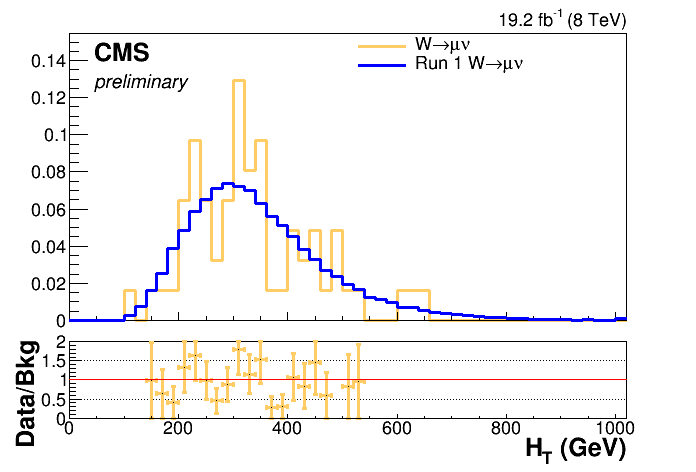 19.2 fb⁻¹ (8 TeV)
CMS
preliminary
W→μν
Run 1 W→μν
0.14
0.12
0.1
0.08
0.06
0.04
0.02
0
Data/Bkg
2
1.5
1
0.5
0
0 200 400 600 800 1000
H_T (GeV)